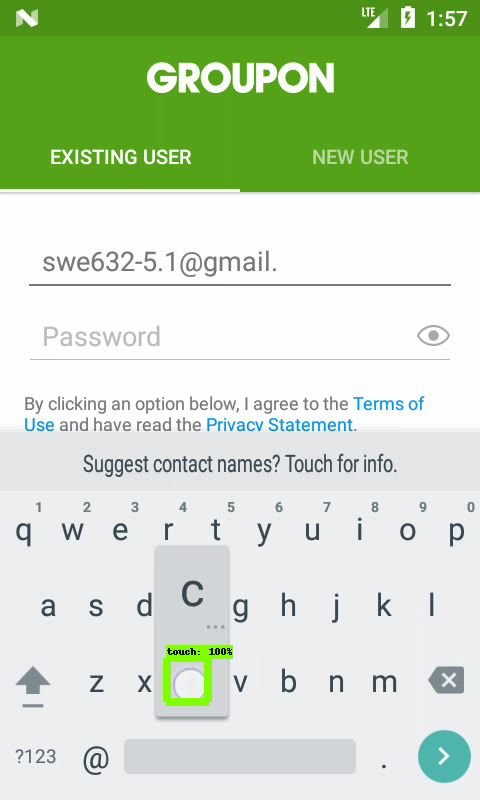 LTE 1:57
GROUPON
EXISTING USER NEW USER
swe632-5.1@gmail.
Password
By clicking an option below, I agree to the Terms of
Use and have read the Privacy Statement.
Suggest contact names? Touch for info.
1 2 3 4 5 6 7 8 9 0
q w e r t y u i o p
a s d g h j k l
c
...
touch: 100%
z x v b n m
?123 @ .